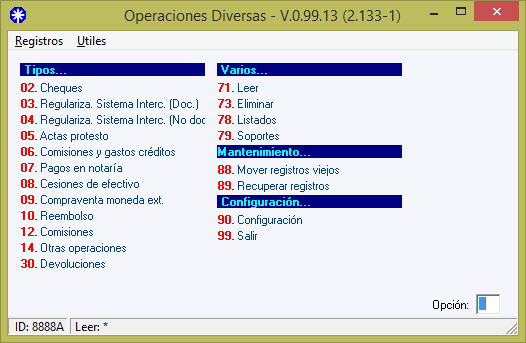 Operaciones Diversas - V.0.99.13 (2.133-1)
Registros Utiles
Tipos...
02. Cheques
03. Regulariza. Sistema Interc. (Doc.)
04. Regulariza. Sistema Interc. (No doc
05. Actas protesto
06. Comisiones y gastos créditos
07. Pagos en notaría
08. Cesiones de efectivo
09. Compraventa moneda ext.
10. Reembolso
12. Comisiones
14. Otras operaciones
30. Devoluciones
Varios...
71. Leer
73. Eliminar
78. Listados
79. Soportes
Mantenimiento...
88. Mover registros viejos
89. Recuperar registros
Configuración...
90. Configuración
99. Salir
Opción:
ID: 8888A Leer: *